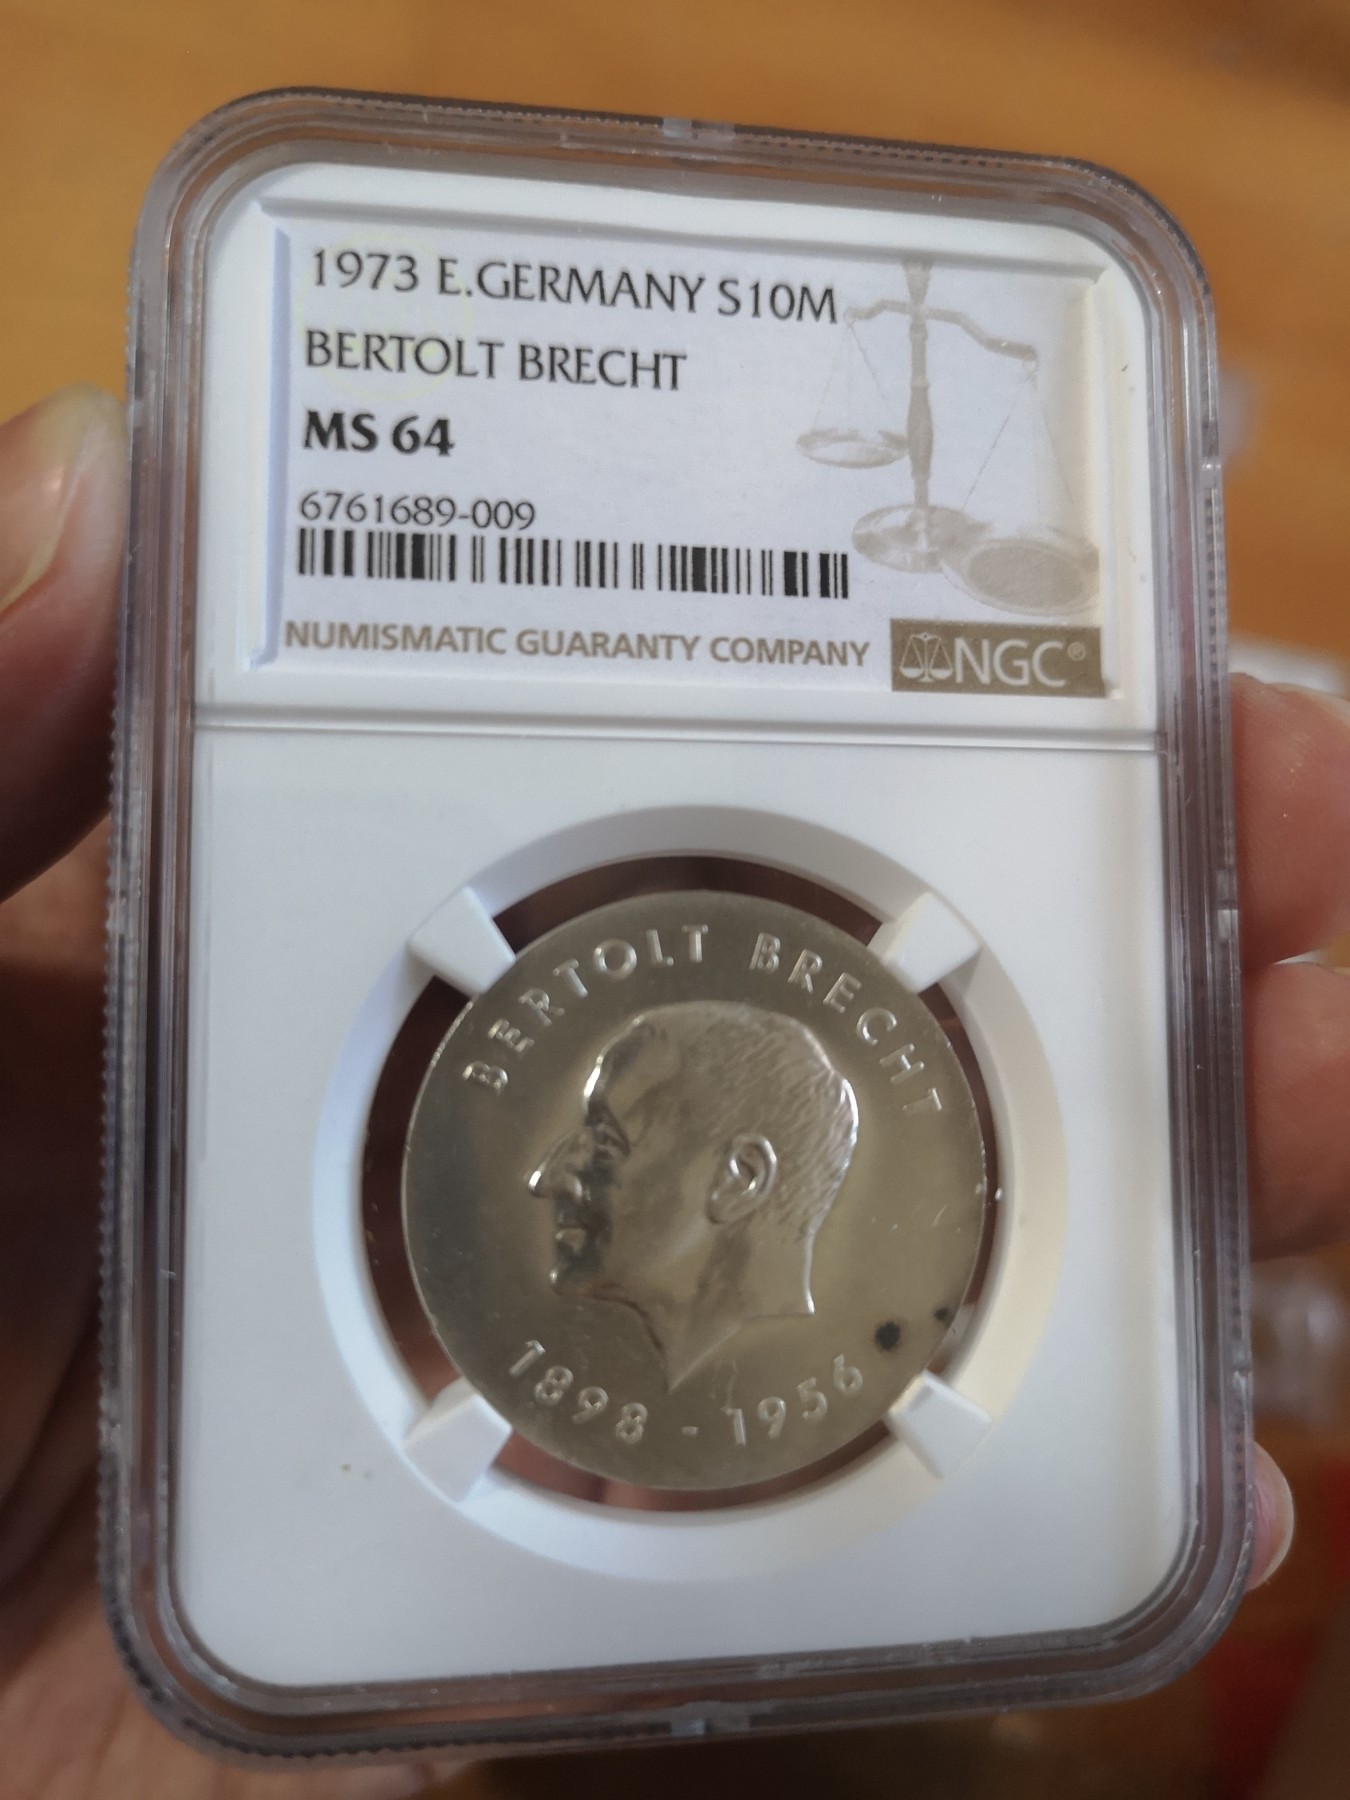 1973 E.GERMANY S10M
BERTOLT BRECHT
MS 64
6761689-009
NUMISMATIC GUARANTY COMPANY
NGC®
BERTOLT BRECHT
1898 - 1956